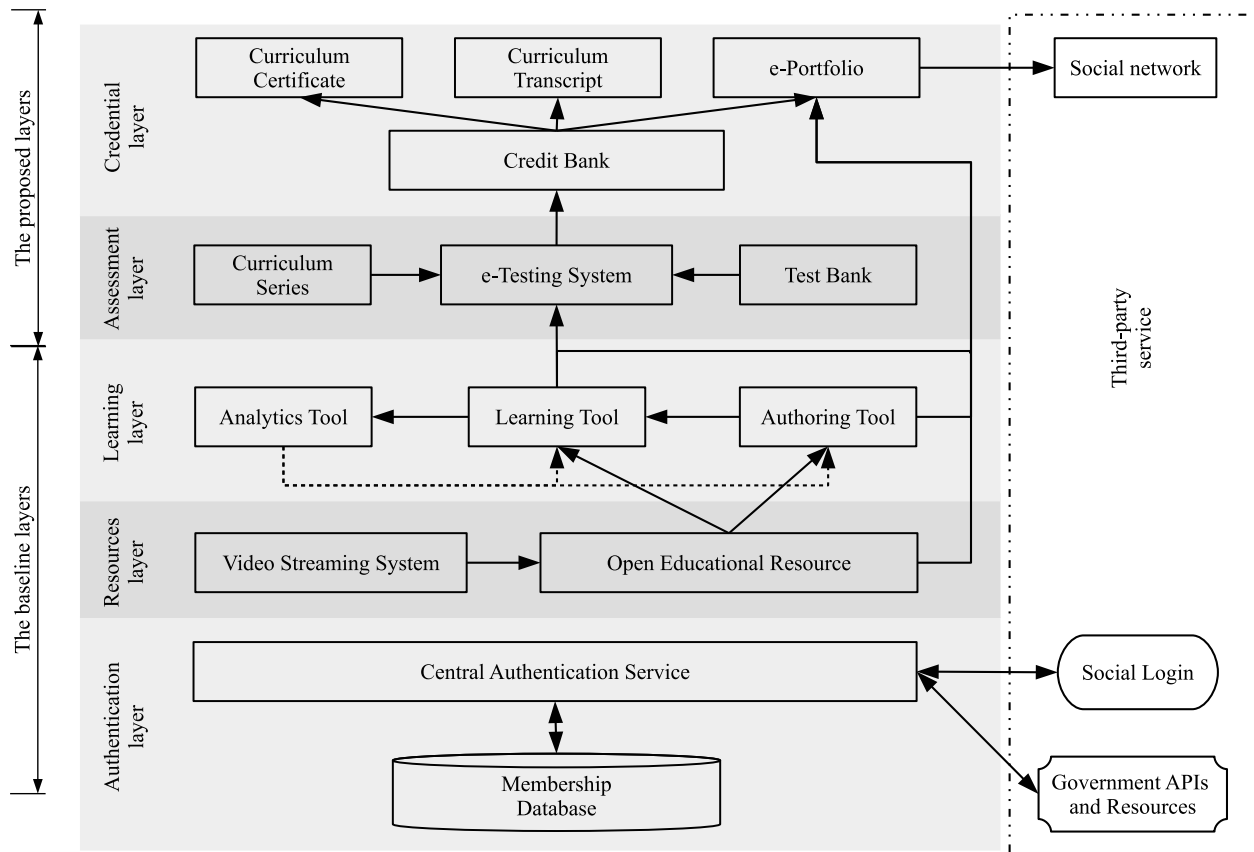 The proposed layers
The baseline layers
Credential
layer
Curriculum
Certificate
Curriculum
Transcript
e-Portfolio
Social network
Credit Bank
Assessment
layer
Curriculum
Series
e-Testing System
Test Bank
Third-party
service
Learning
layer
Analytics Tool
Learning Tool
Authoring Tool
Resources
layer
Video Streaming System
Open Educational Resource
Authentication
layer
Central Authentication Service
Social Login
Membership
Database
Government APIs
and Resources